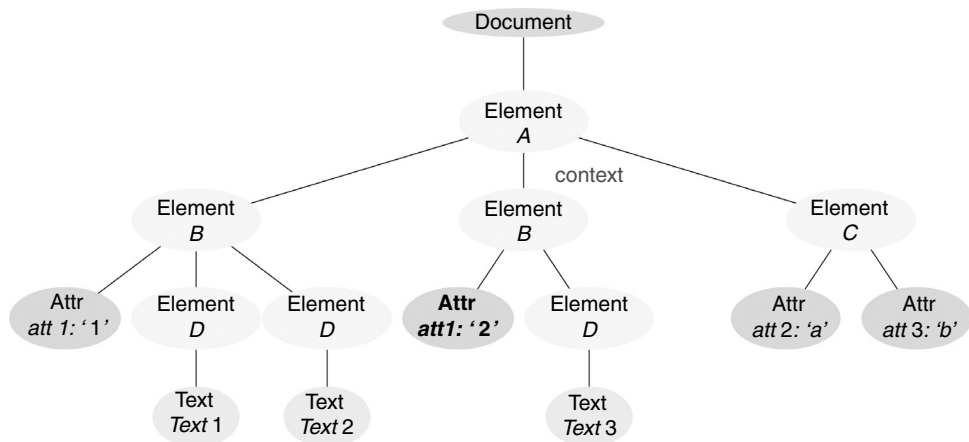 Document
Element
A
context
Element
B
Element
B
Element
C
Attr
att 1: ‘1’
Element
D
Element
D
Attr
att1: ‘2’
Element
D
Attr
att 2: ‘a’
Attr
att 3: ‘b’
Text
Text 1
Text
Text 2
Text
Text 3